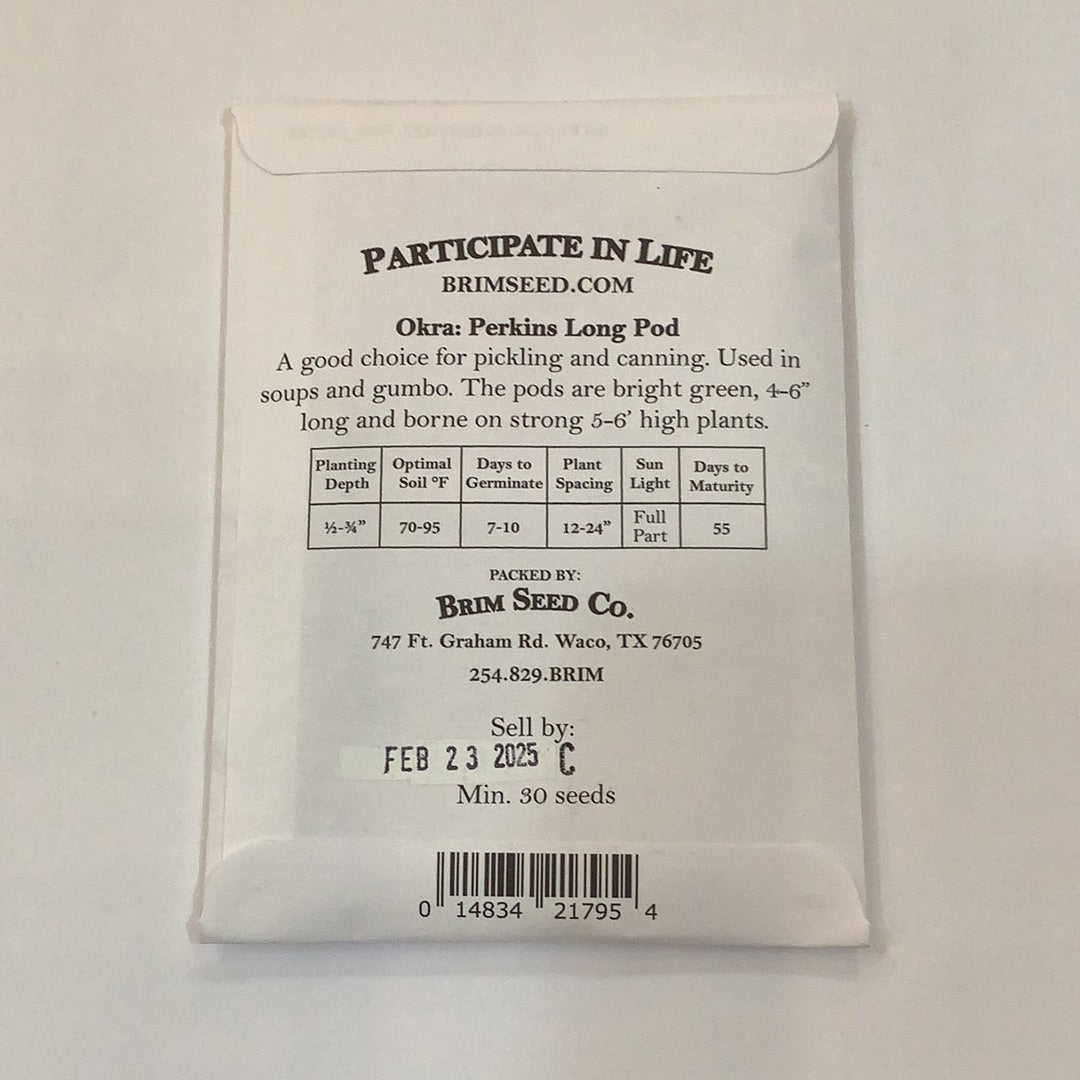 PARTICIPATE IN LIFE
BRIMSEED.COM
Okra: Perkins Long Pod
A good choice for pickling and canning. Used in
soups and gumbo. The pods are bright green, 4–6”
long and borne on strong 5–6’ high plants.
Planting Depth Optimal Soil °F Days to Germinate Plant Spacing Sun Light Days to Maturity
½-¾” 70-95 7-10 12-24” Full Part 55
PACKED BY:
BRIM SEED CO.
747 Ft. Graham Rd. Waco, TX 76705
254.829.BRIM
Sell by:
FEB 23 2025 C
Min. 30 seeds
0 14834 21795 4